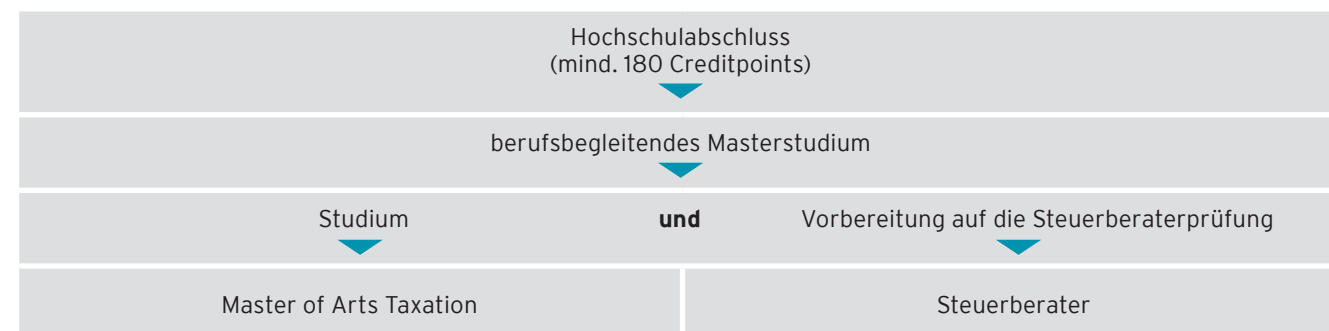 Hochschulabschluss
(mind. 180 Creditpoints)
berufsbegleitendes Masterstudium
Studium und Vorbereitung auf die Steuerberaterprüfung
Master of Arts Taxation Steuerberater